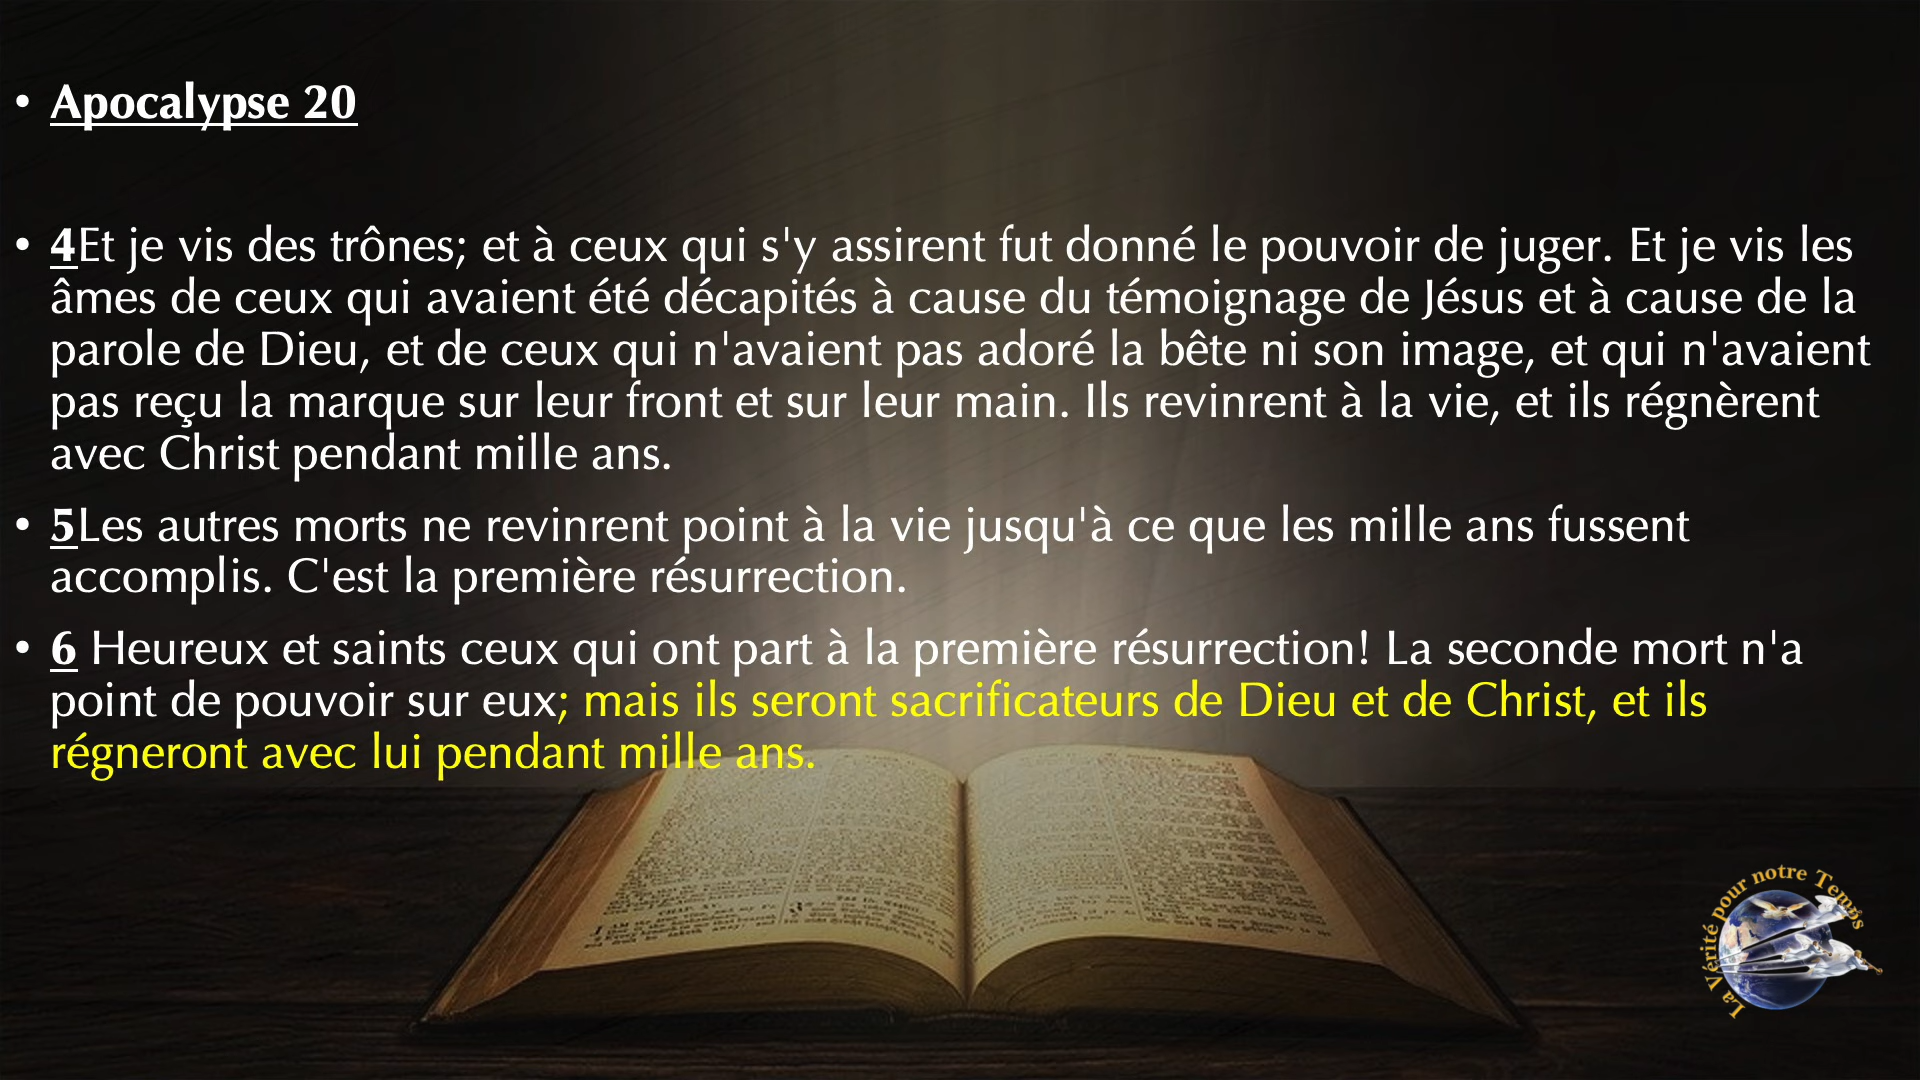 • Apocalypse 20
• 4Et je vis des trônes; et à ceux qui s'y assirent fut donné le pouvoir de juger. Et je vis les
âmes de ceux qui avaient été décapités à cause du témoignage de Jésus et à cause de la
parole de Dieu, et de ceux qui n'avaient pas adoré la bête ni son image, et qui n'avaient
pas reçu la marque sur leur front et sur leur main. Ils revinrent à la vie, et ils régnèrent
avec Christ pendant mille ans.
• 5Les autres morts ne revinrent point à la vie jusqu'à ce que les mille ans fussent
accomplis. C'est la première résurrection.
• 6 Heureux et saints ceux qui ont part à la première résurrection! La seconde mort n'a
point de pouvoir sur eux; mais ils seront sacrificateurs de Dieu et de Christ, et ils
régneront avec lui pendant mille ans.
La Vérité pour notre Temps